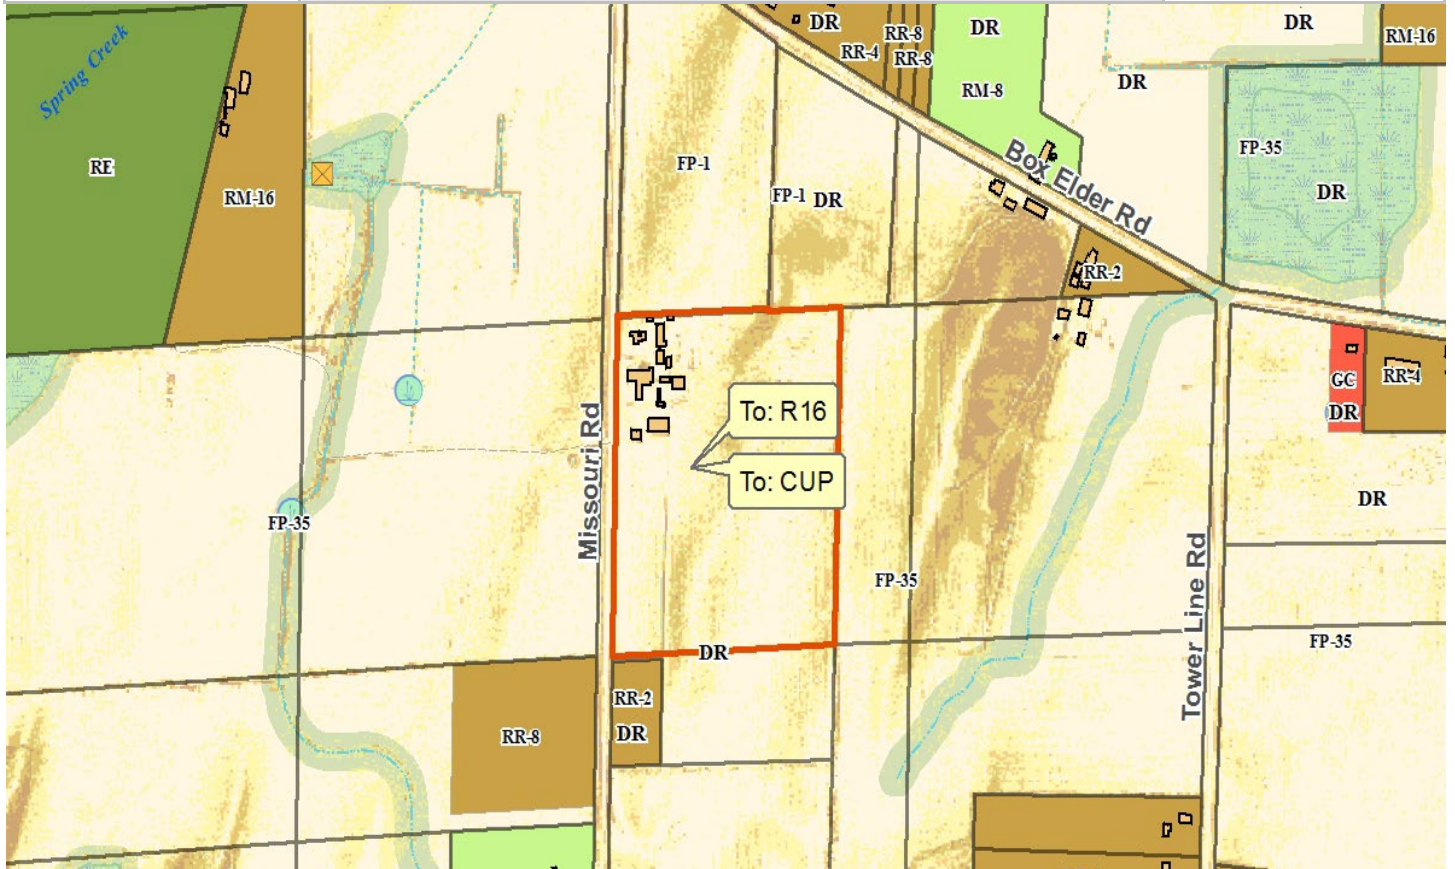 DR
RR-8
DR
DR
RM-16
RR-4
RR-8
Spring Creek
DR
RM-8
FP-35
RE
FP-1
Box Elder Rd
RM-16
FP-1 DR
DR
RR-2
GC
RR-4
To: R16
DR
Missouri Rd
To: CUP
DR
FP-35
FP-35
Tower Line Rd
DR
FP-35
RR-2
RR-8
DR